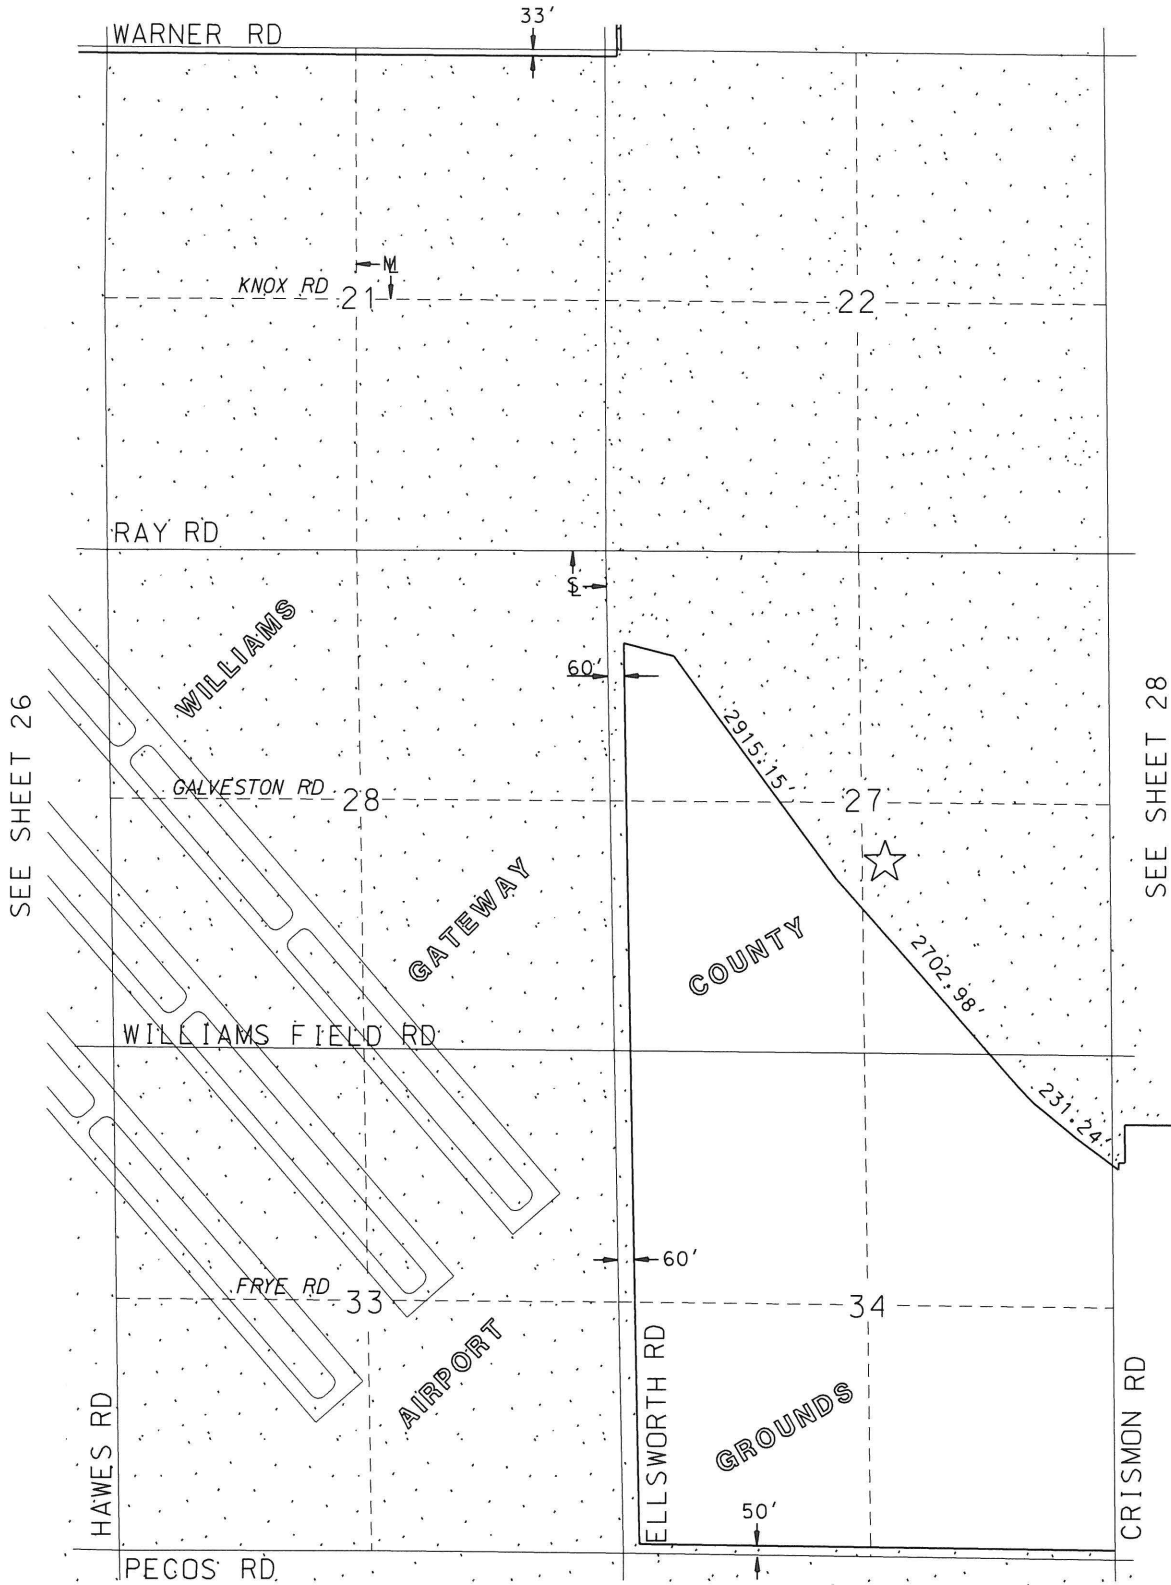 33'
WARNER RD
M
KNOX RD
21
22
RAY RD
S
WILLIAMS
60'
SEE SHEET 26
SEE SHEET 28
2915.15'
GALVESTON RD
28
27
GATEWAY
COUNTY
2702.98'
WILLIAMS FIELD RD
231.24'
60'
FRYE RD
33
34
AIRPORT
GROUNDS
HAWES RD
ELLSWORTH RD
CRISMON RD
50'
PECOS RD